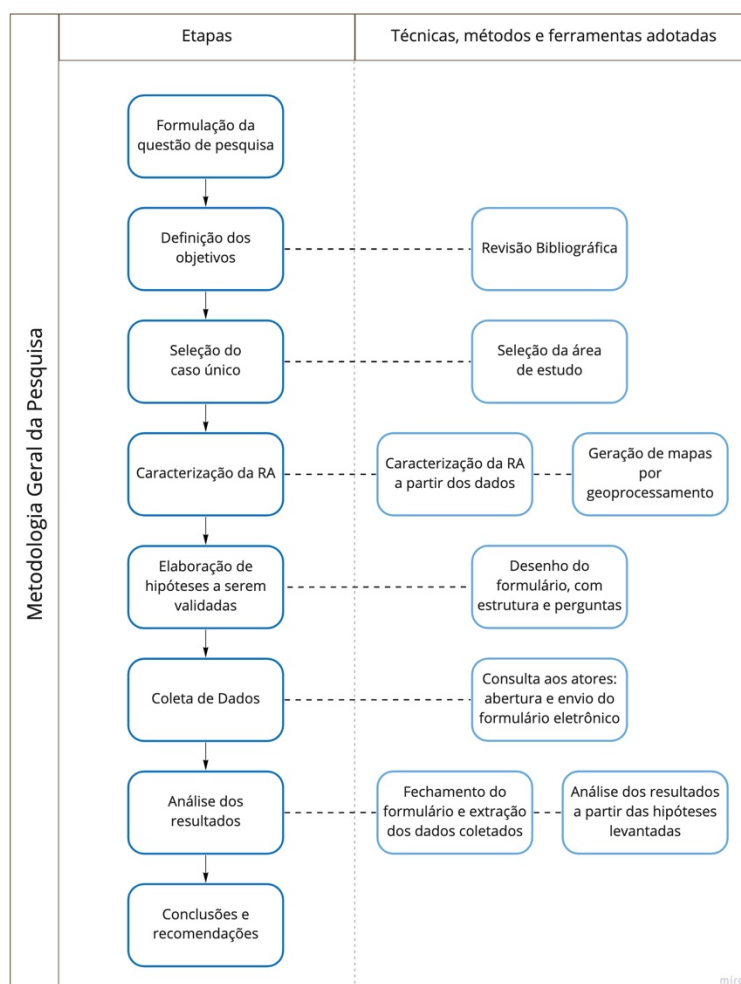 Metodologia Geral da Pesquisa
Etapas
Técnicas, métodos e ferramentas adotadas
Formulação da
questão de pesquisa
Definição dos
objetivos
Revisão Bibliográfica
Seleção do
caso único
Seleção da área
de estudo
Caracterização da RA
Caracterização da RA
a partir dos dados
Geração de mapas
por
geoprocessamento
Elaboração de
hipóteses a serem
validadas
Desenho do
formulário, com
estrutura e perguntas
Coleta de Dados
Consulta aos atores:
abertura e envio do
formulário eletrônico
Análise dos
resultados
Fechamento do
formulário e extração
dos dados coletados
Análise dos resultados
a partir das hipóteses
levantadas
Conclusões e
recomendações
miro